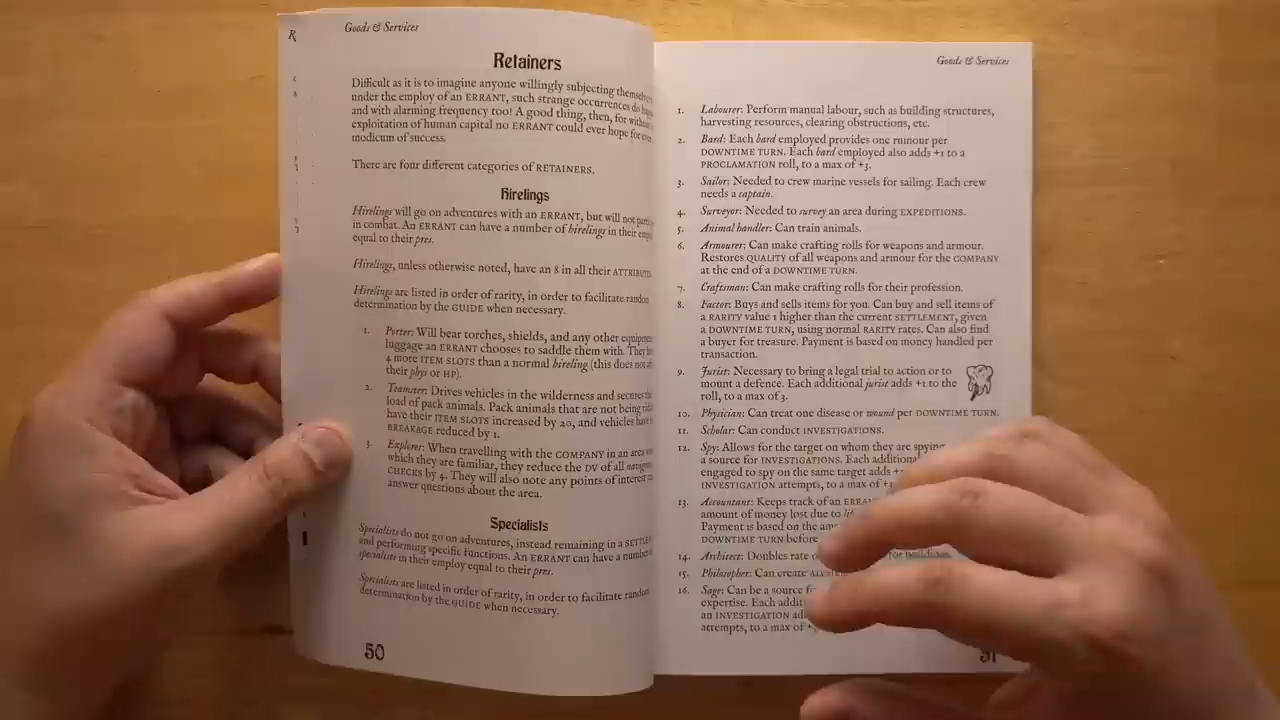 Goods & Services
Retainers
Difficult as it is to imagine anyone willingly subjecting
under the employ of an ERRANT, such strange occurrences do
and with alarming frequency too! A good thing, then, for
exploitation of human capital no ERRANT could ever hope for
modicum of success.
There are four different categories of RETAINERS.
Hirelings
Hirelings will go on adventures with an ERRANT, but will not
in combat. An ERRANT can have a number of hirelings in their
equal to their pres.
Hirelings, unless otherwise noted, have an 8 in all their
Hirelings are listed in order of rarity, in order to facilitate
determination by the GUIDE when necessary.
1. Porter: Will bear torches, shields, and any other
luggage an ERRANT chooses to saddle them with. They
4 more ITEM SLOTS than a normal hireling (this does not
their phys or HP).
2. Teamster: Drives vehicles in the wilderness and secures
load of pack animals. Pack animals that are not being
have their ITEM SLOTS increased by 20, and vehicles
BREAKAGE reduced by 1.
3. Explorer: When travelling with the COMPANY in an area
which they are familiar, they reduce the DV of all
CHECKS by 4. They will also note any points of interest
answer questions about the area.
Specialists
Specialists do not go on adventures, instead remaining in a
and performing specific functions. An ERRANT can have a
specialists in their employ equal to their pres.
Specialists are listed in order of rarity, in order to facilitate
determination by the GUIDE when necessary.
50
Goods & Services
1. Labourer: Perform manual labour, such as building structures,
harvesting resources, clearing obstructions, etc.
2. Bard: Each bard employed provides one rumour per
DOWNTIME TURN. Each bard employed also adds +1 to a
PROCLAMATION roll, to a max of +3.
3. Sailor: Needed to crew marine vessels for sailing. Each crew
needs a captain.
4. Surveyor: Needed to survey an area during EXPEDITIONS.
5. Animal handler: Can train animals.
6. Armourer: Can make crafting rolls for weapons and armour.
Restores QUALITY of all weapons and armour for the COMPANY
at the end of a DOWNTIME TURN.
7. Craftsman: Can make crafting rolls for their profession.
8. Factor: Buys and sells items for you. Can buy and sell items of
a RARITY value 1 higher than the current SETTLEMENT, given
a DOWNTIME TURN, using normal RARITY rates. Can also find
a buyer for treasure. Payment is based on money handled per
transaction.
9. Jurist: Necessary to bring a legal trial to action or to
mount a defence. Each additional jurist adds +1 to the
roll, to a max of 3.
10. Physician: Can treat one disease or wound per DOWNTIME TURN.
11. Scholar: Can conduct INVESTIGATIONS.
12. Spy: Allows for the target on whom they are spying
a source for INVESTIGATIONS. Each additional
engaged to spy on the same target adds
INVESTIGATION attempts, to a max of
13. Accountant: Keeps track of an
amount of money lost due to
Payment is based on the
DOWNTIME TURN before
14. Architect: Doubles rate for buildings.
15. Philosopher: Can create
16. Sage: Can be a source
expertise. Each
an INVESTIGATION
attempts, to a max of
51